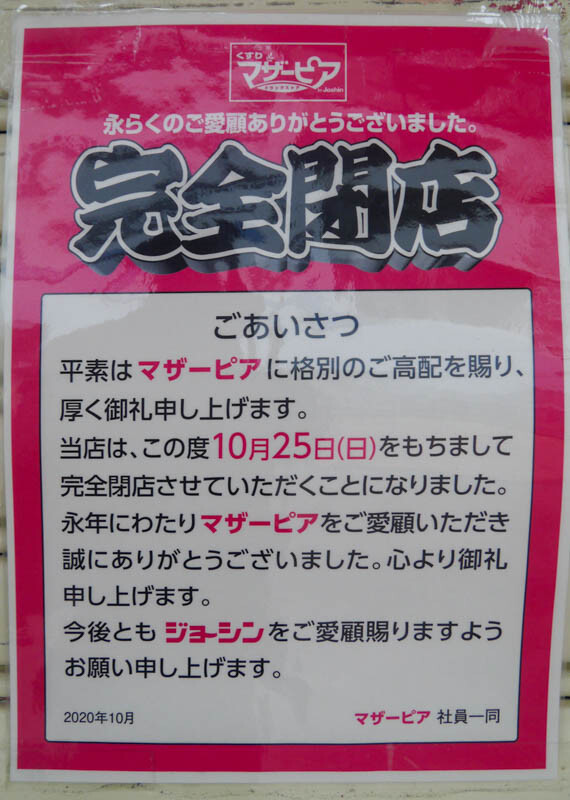 くすりと
マザーピア
ドラッグストア
by Joshin
永らくのご愛顧ありがとうございました。
完全閉店
ごあいさつ
平素はマザーピアに格別のご高配を賜り、
厚く御礼申し上げます。
当店は、この度10月25日(日)をもちまして
完全閉店させていただくことになりました。
永年にわたりマザーピアをご愛顧いただき
誠にありがとうございました。心より御礼
申し上げます。
今後とも ジョーシンをご愛顧賜りますよう
お願い申し上げます。
2020年10月
マザーピア 社員一同